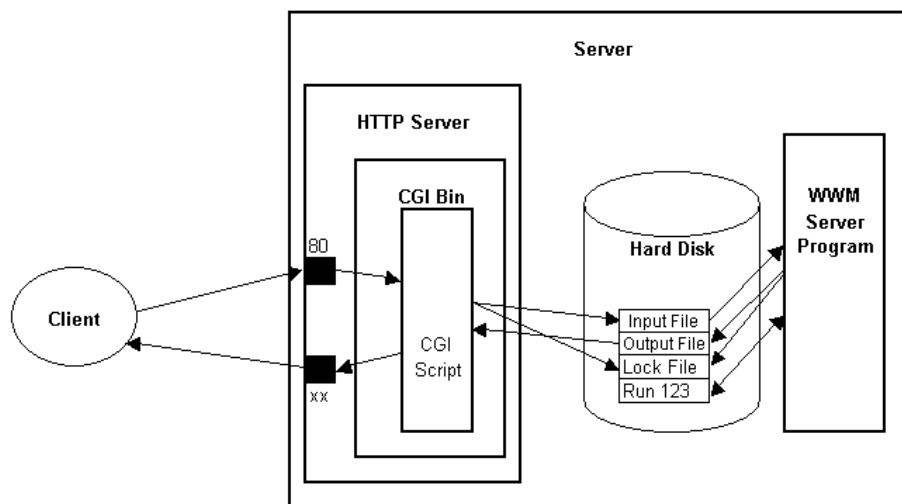 Server
HTTP Server
CGI Bin
80
Client
xx
CGI
Script
Hard Disk
Input File
Output File
Lock File
Run 123
WWM
Server
Program